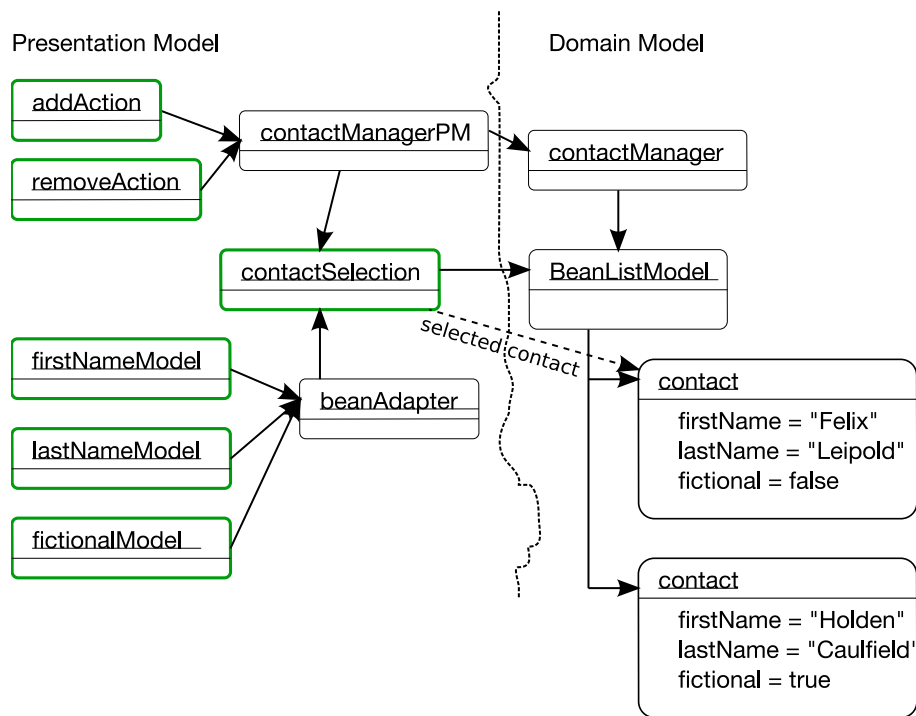 Presentation Model
Domain Model
addAction
contactManagerPM
contactManager
removeAction
contactSelection
BeanListModel
selected contact
firstNameModel
beanAdapter
contact
firstName = "Felix"
lastName = "Leipold"
fictional = false
lastNameModel
fictionalModel
contact
firstName = "Holden"
lastName = "Caulfield"
fictional = true